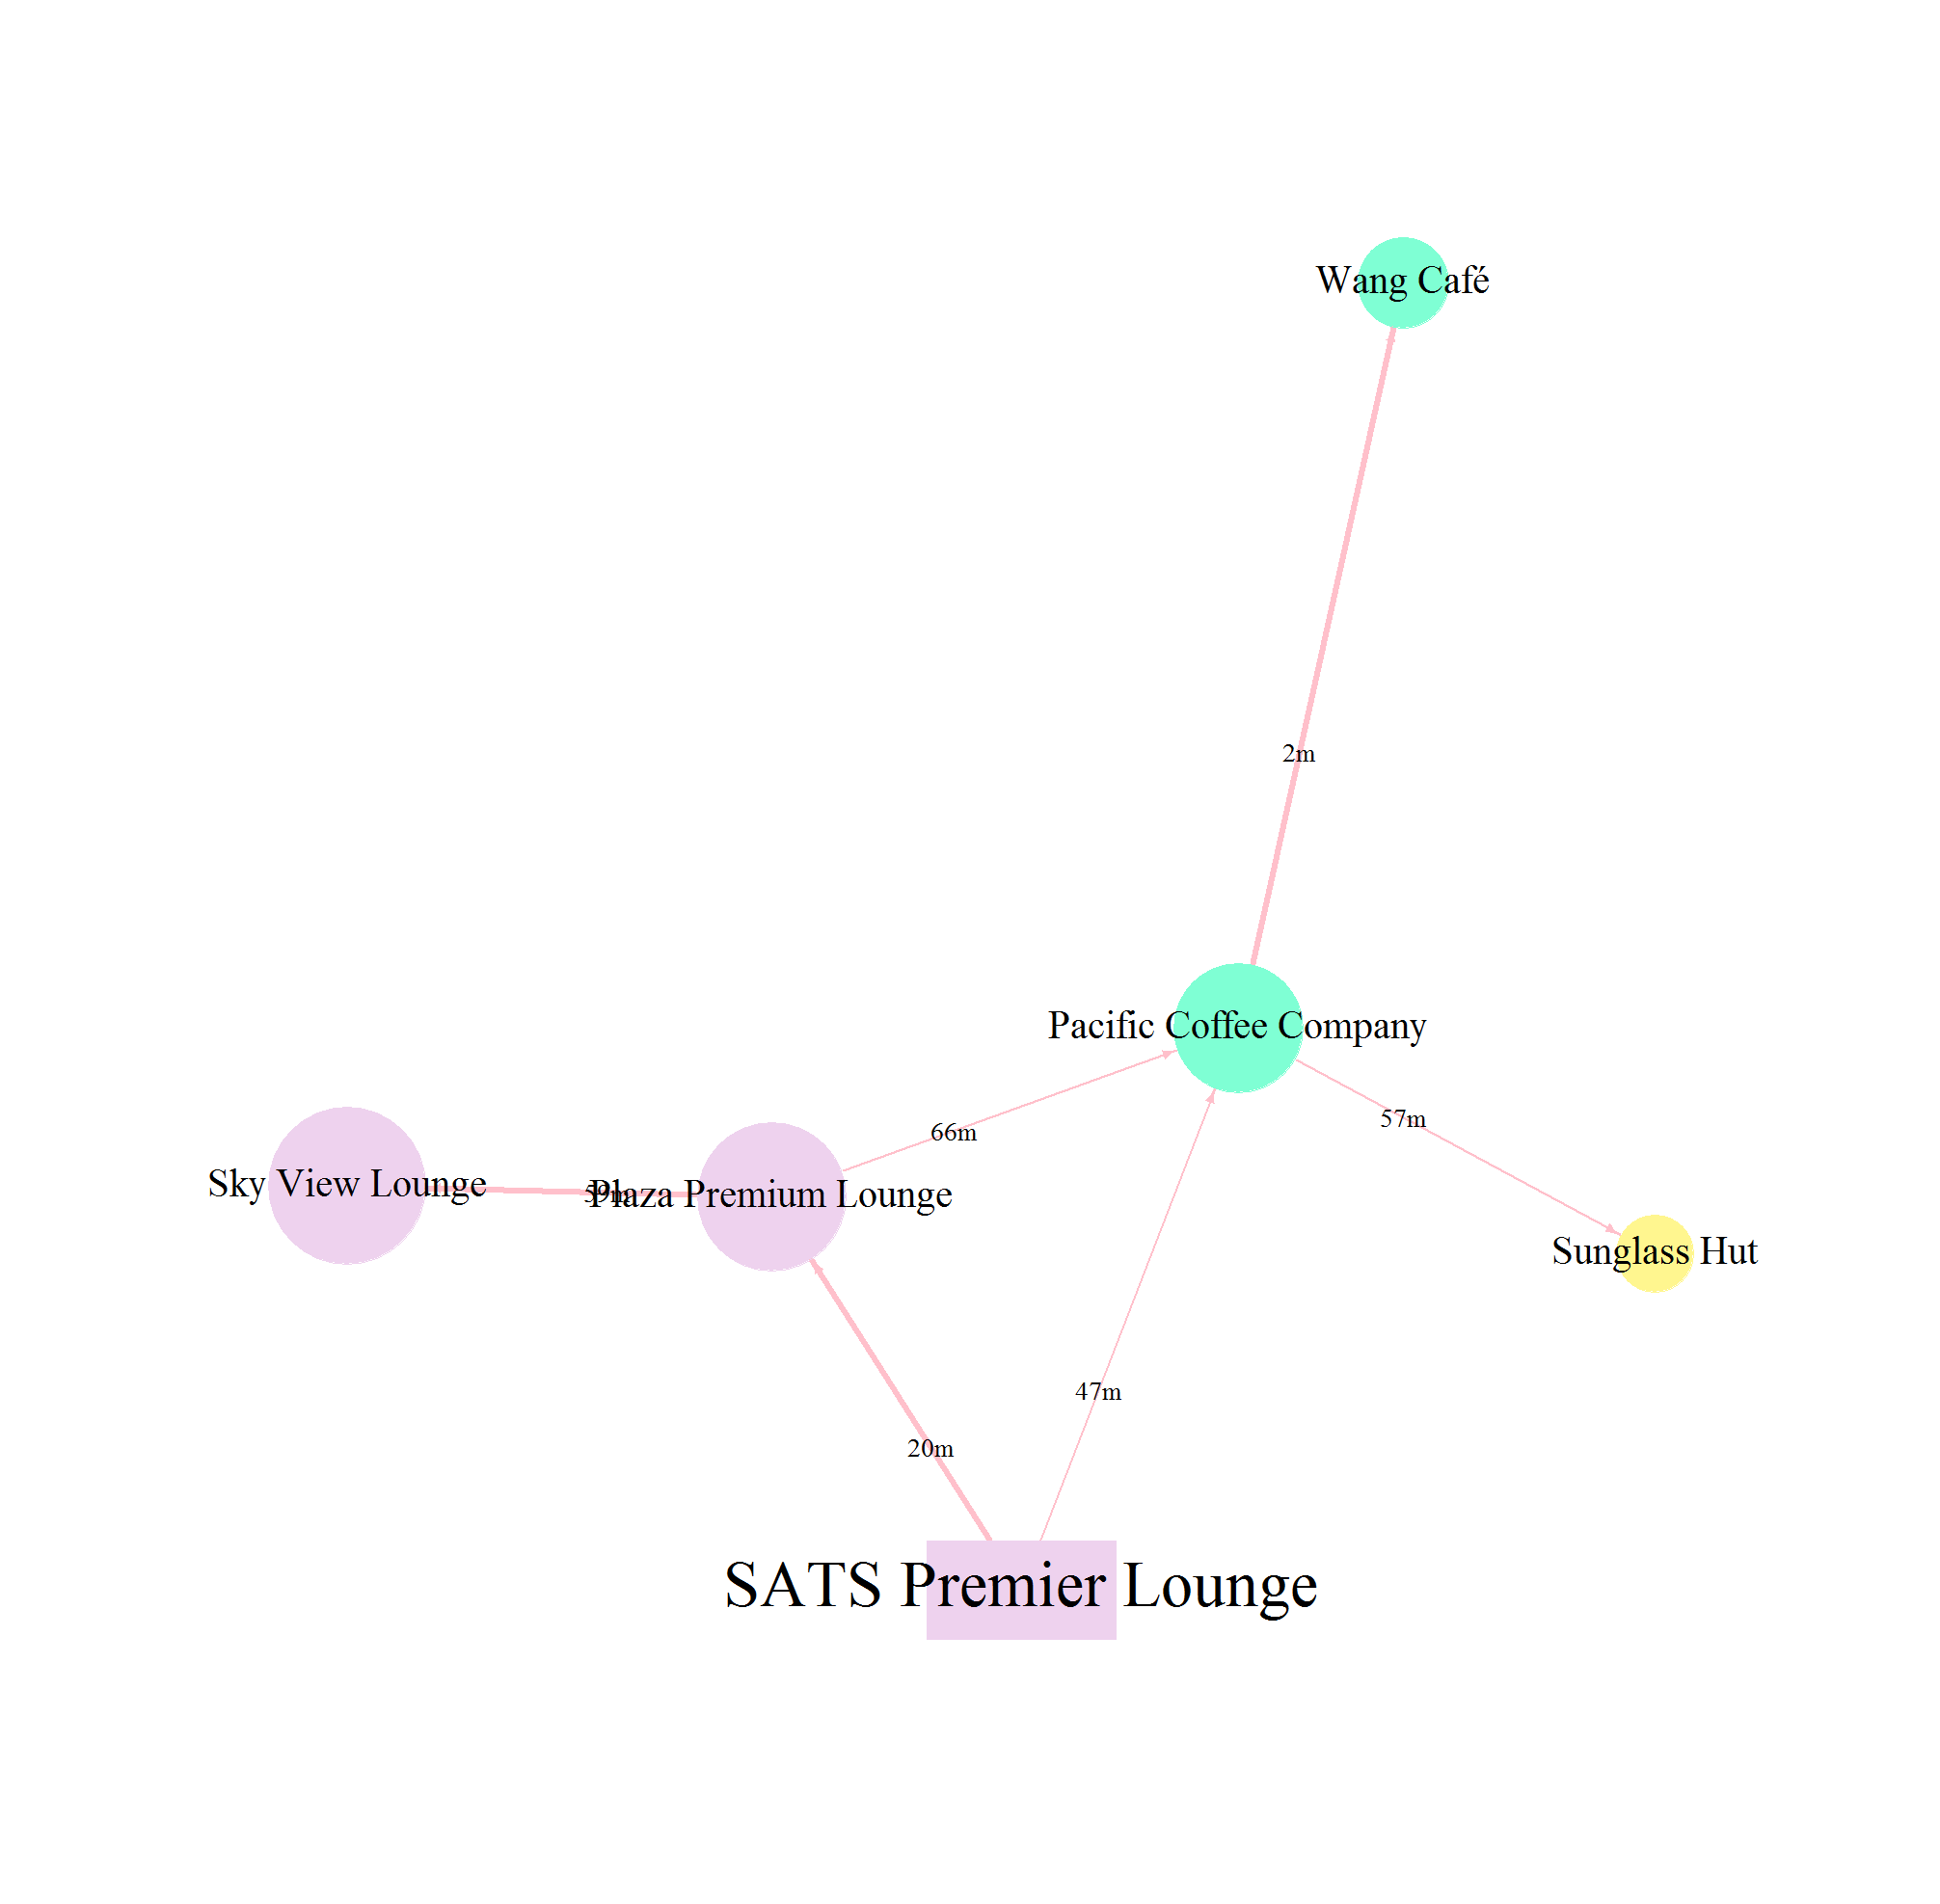 Wang Café
2m
Pacific Coffee Company
66m
57m
Sky View Lounge
Plaza Premium Lounge
Sunglass Hut
47m
20m
SATS Premier Lounge